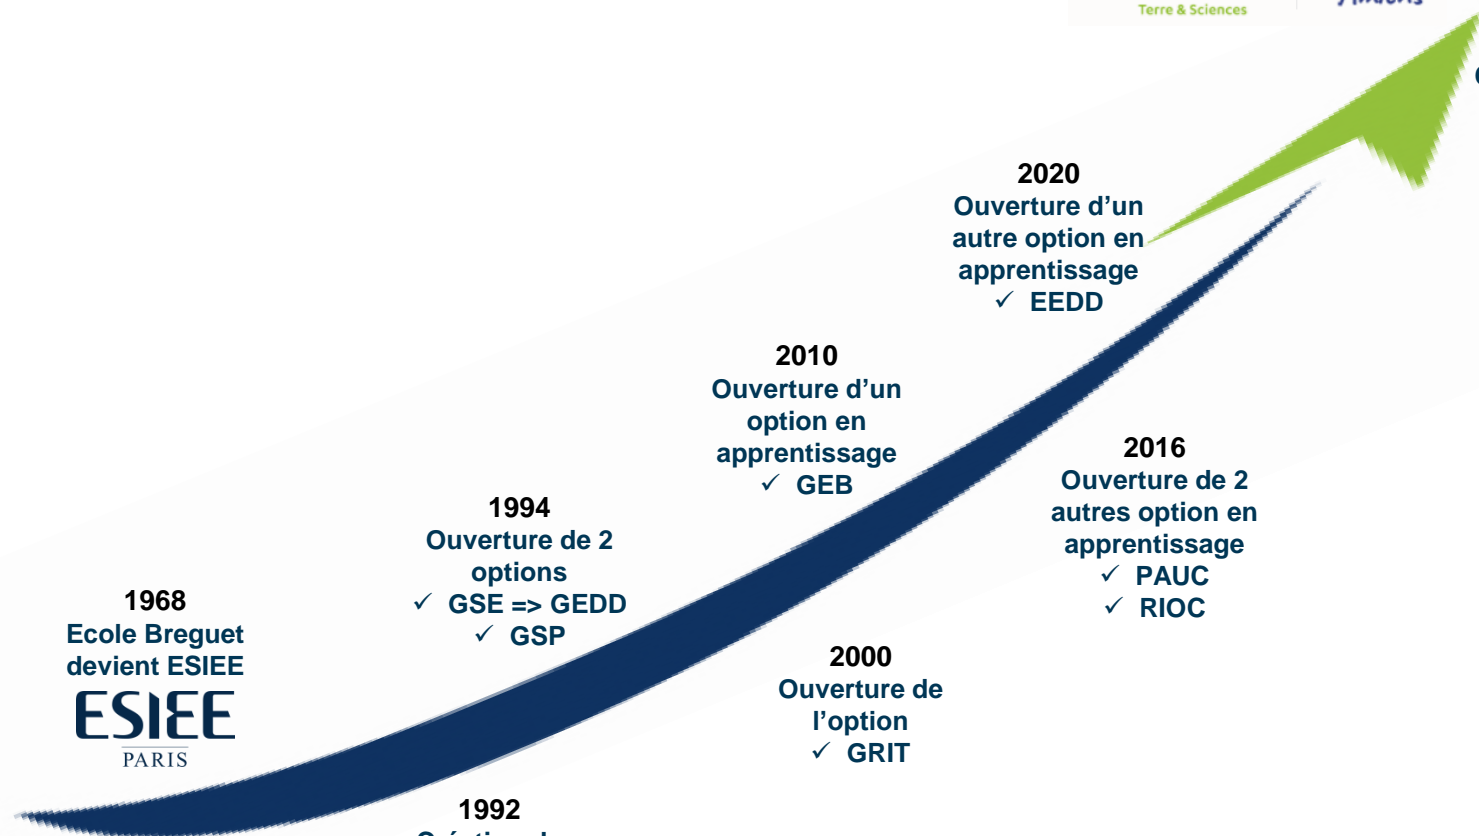 Terre & Sciences
2020
Ouverture d’un
autre option en
apprentissage
✓ EEDD
2010
Ouverture d’un
option en
apprentissage
✓ GEB
2016
Ouverture de 2
autres option en
apprentissage
✓ PAUC
✓ RIOC
1994
Ouverture de 2
options
✓ GSE => GEDD
✓ GSP
1968
Ecole Breguet
devient ESIEE
ESIEE
PARIS
2000
Ouverture de
l’option
✓ GRIT
1992